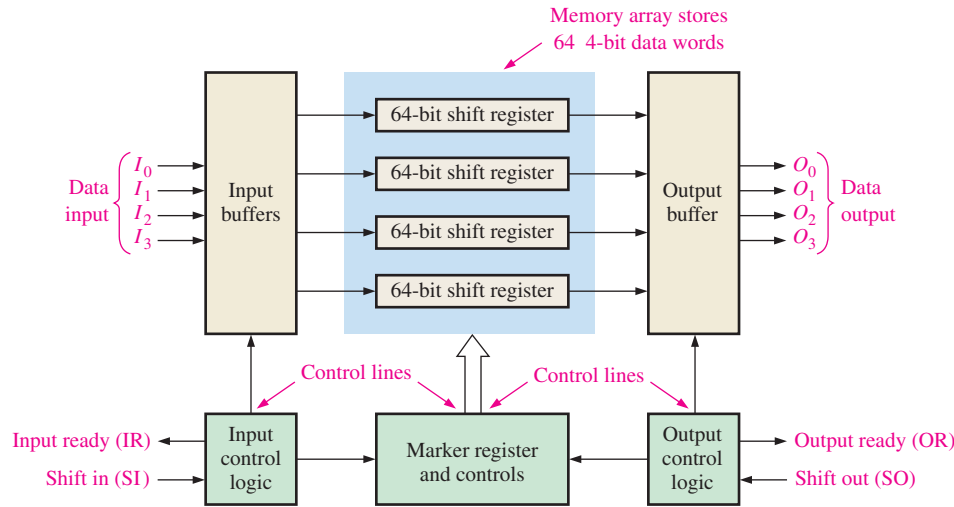 Memory array stores
64 4-bit data words
64-bit shift register
64-bit shift register
64-bit shift register
64-bit shift register
Data
input
I0
I1
I2
I3
Input
buffers
Output
buffer
O0
O1
O2
O3
Data
output
Control lines
Control lines
Input ready (IR)
Shift in (SI)
Input
control
logic
Marker register
and controls
Output
control
logic
Output ready (OR)
Shift out (SO)